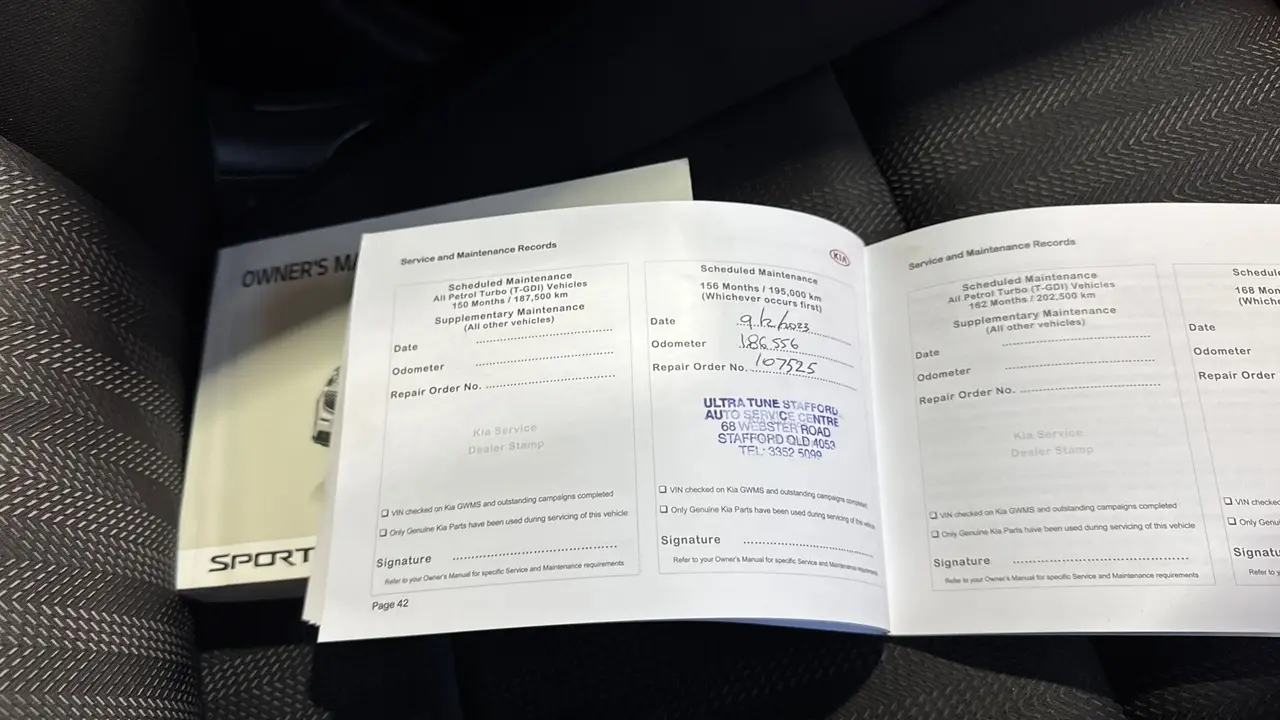 OWNER'S MA
SPORT
Service and Maintenance Records
Scheduled Maintenance
All Petrol Turbo (T-GDI) Vehicles
150 Months / 187,500 km
Supplementary Maintenance
(All other vehicles)
Date
Odometer
Repair Order No.
Kia Service
Dealer Stamp
❏ VIN checked on Kia GWMS and outstanding campaigns completed
❏ Only Genuine Kia Parts have been used during servicing of this vehicle
Signature
Refer to your Owner's Manual for specific Service and Maintenance requirements
Page 42
KIA
Scheduled Maintenance
156 Months / 195,000 km
(Whichever occurs first)
Date 9/2/2023
Odometer 186556
Repair Order No. 107525
ULTRA TUNE STAFFORD
AUTO SERVICE CENTRE
68 WEBSTER ROAD
STAFFORD QLD 4053
TEL: 3352 5099
❏ VIN checked on Kia GWMS and outstanding campaigns completed
❏ Only Genuine Kia Parts have been used during servicing of this vehicle
Signature
Refer to your Owner's Manual for specific Service and Maintenance requirements
Service and Maintenance Records
Scheduled Maintenance
All Petrol Turbo (T-GDI) Vehicles
162 Months / 202,500 km
Supplementary Maintenance
(All other vehicles)
Date
Odometer
Repair Order No.
Kia Service
Dealer Stamp
❏ VIN checked on Kia GWMS and outstanding campaigns completed
❏ Only Genuine Kia Parts have been used during servicing of this vehicle
Signature
Refer to your Owner's Manual for specific Service and Maintenance requirements
Schedul
168 Mon
(Whiche
Date
Odometer
Repair Order
❏ VIN checked
❏ Only Genui
Signatu
Refer to y